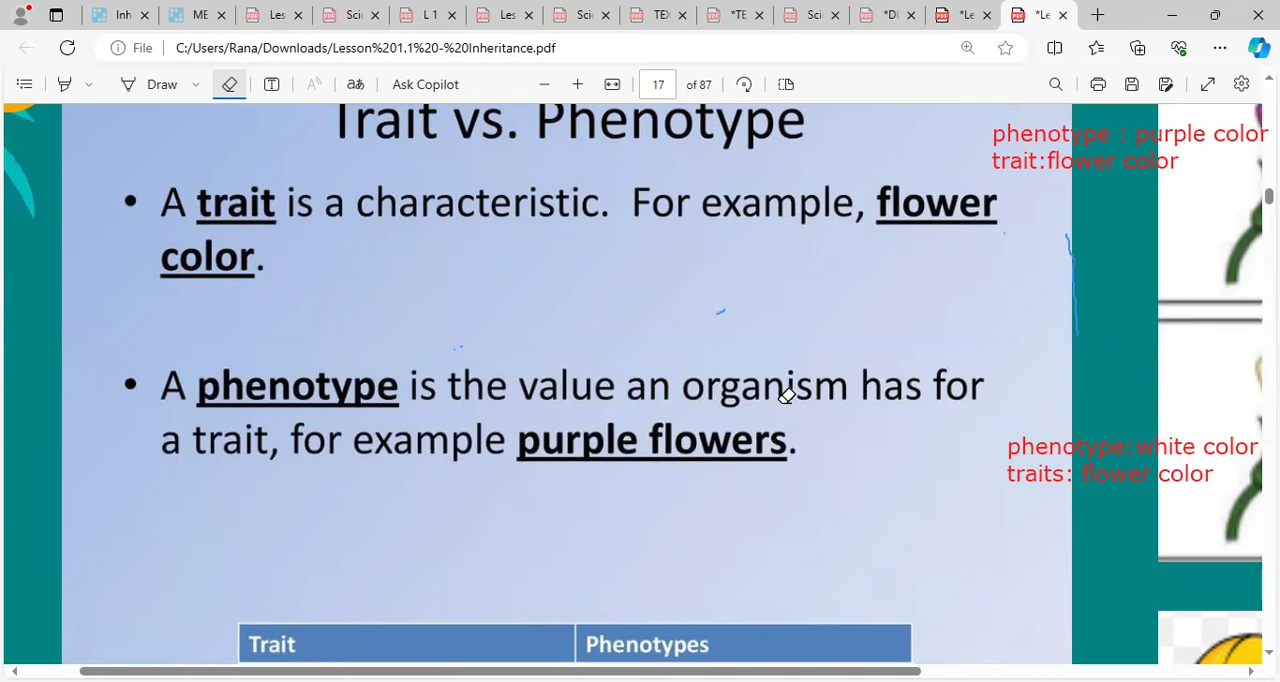 Inh ME Les Sci L 1 Les Sci TEX *TE Sci *D( *Le *Le
File C:/Users/Rana/Downloads/Lesson%201.1%20-%20Inheritance.pdf
Draw Ask Copilot 17 of 87
Trait vs. Phenotype
phenotype : purple color
trait:flower color
• A trait is a characteristic. For example, flower
color.
• A phenotype is the value an organism has for
a trait, for example purple flowers.
phenotype:white color
traits: flower color
Trait Phenotypes